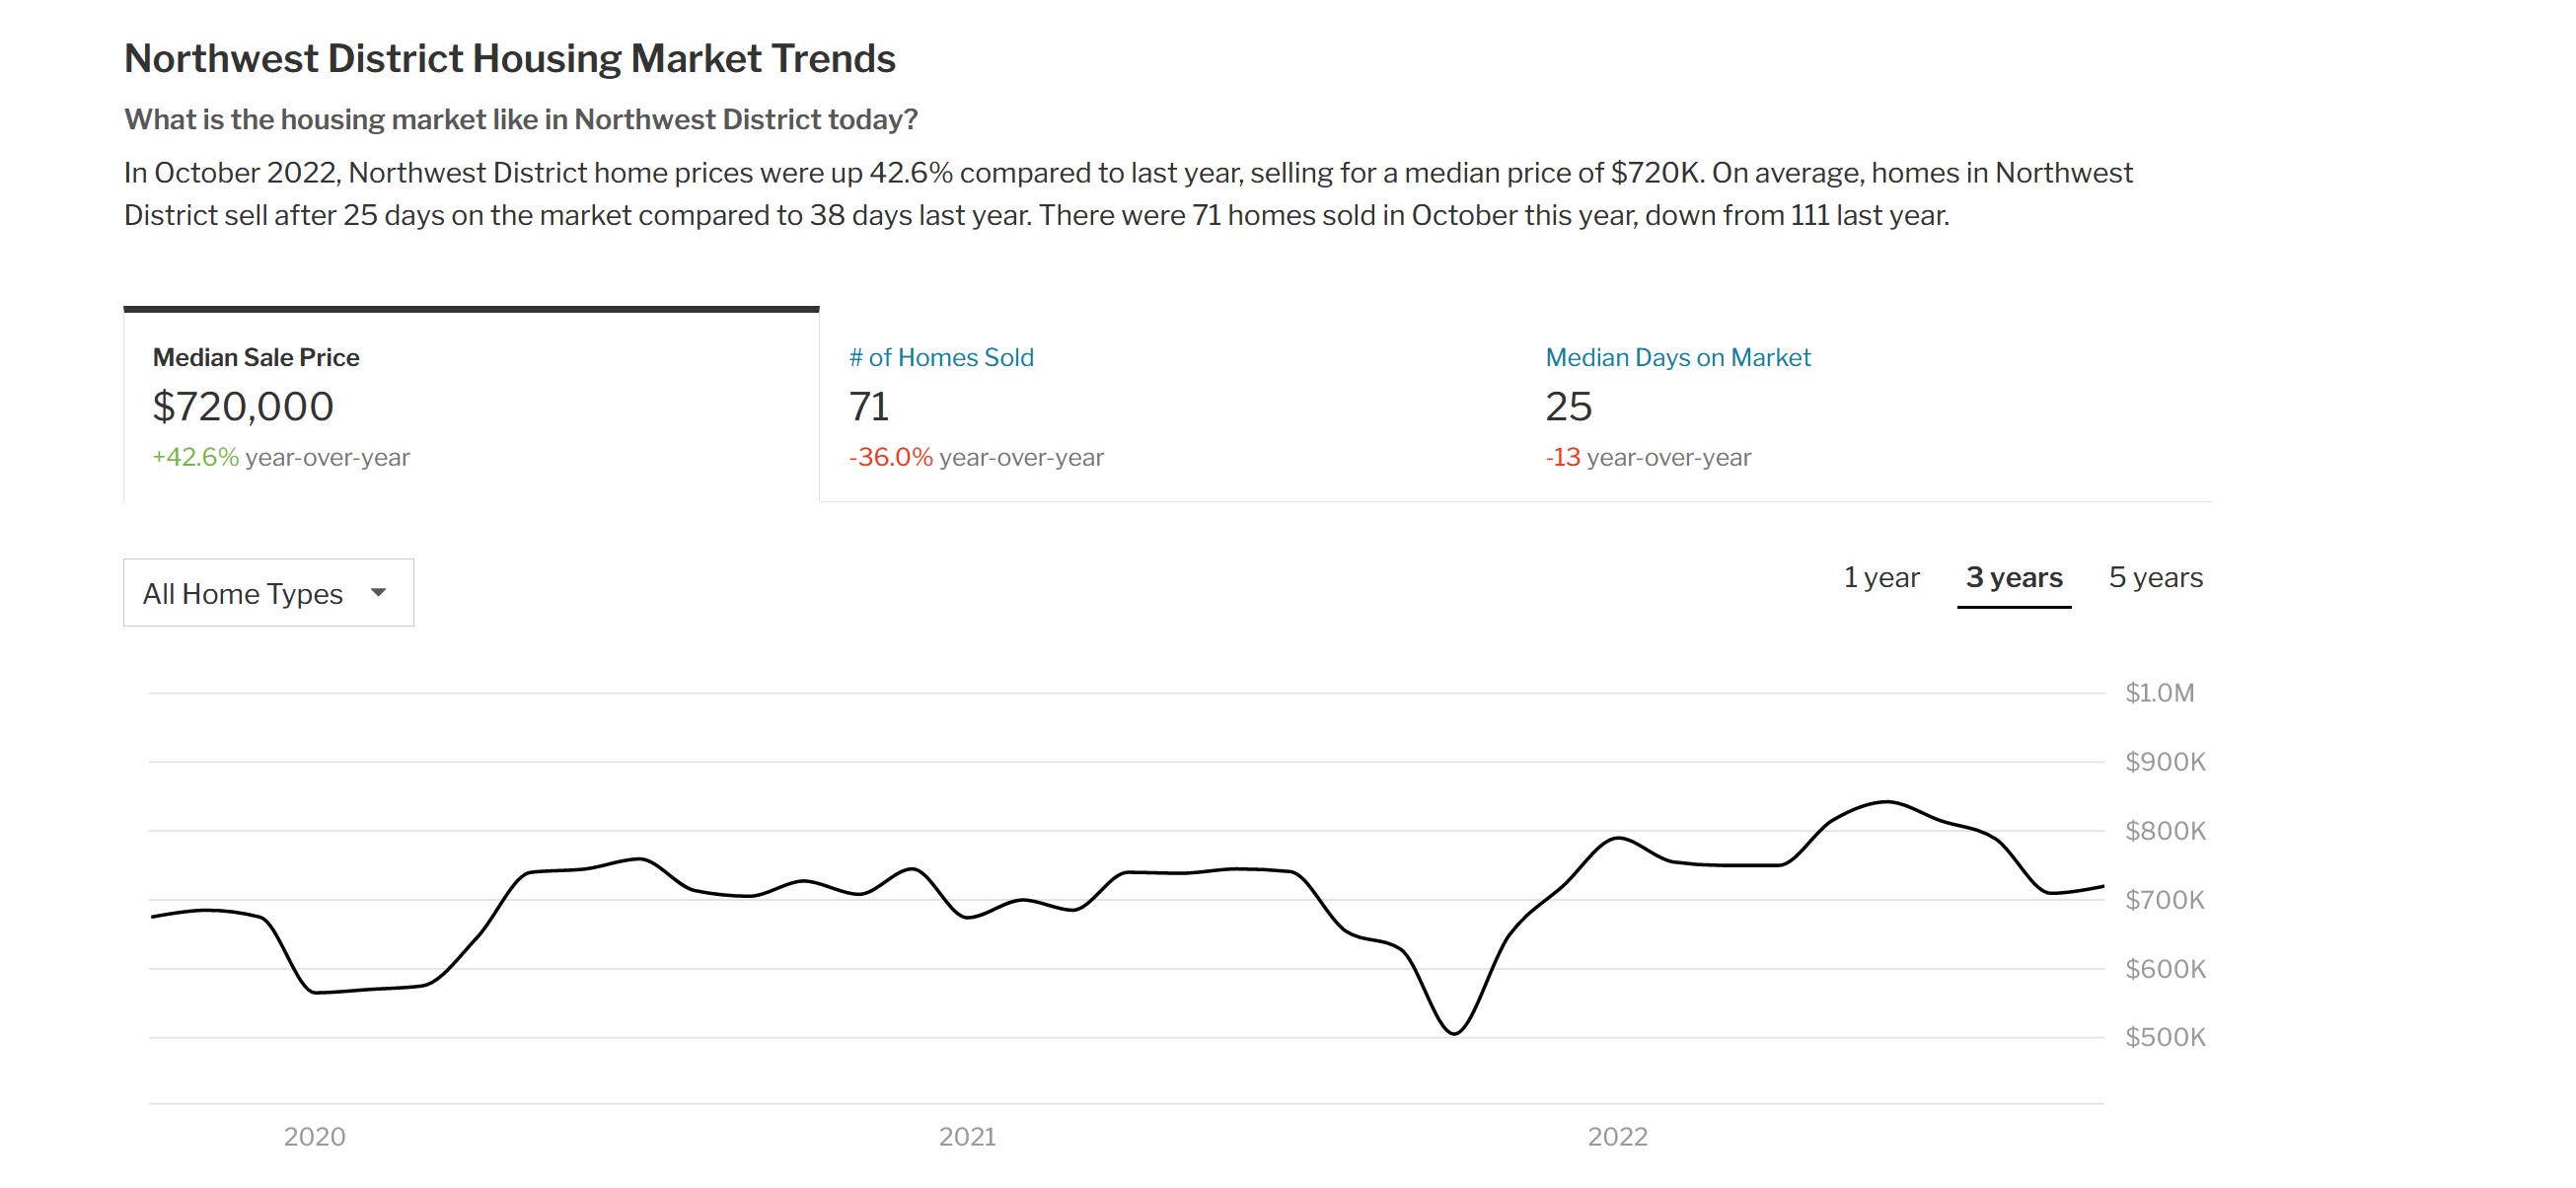 Northwest District Housing Market Trends
What is the housing market like in Northwest District today?
In October 2022, Northwest District home prices were up 42.6% compared to last year, selling for a median price of $720K. On average, homes in Northwest
District sell after 25 days on the market compared to 38 days last year. There were 71 homes sold in October this year, down from 111 last year.
Median Sale Price
$720,000
+42.6% year-over-year
# of Homes Sold
71
-36.0% year-over-year
Median Days on Market
25
-13 year-over-year
All Home Types
1 year
3 years
5 years
$1.0M
$900K
$800K
$700K
$600K
$500K
2020
2021
2022